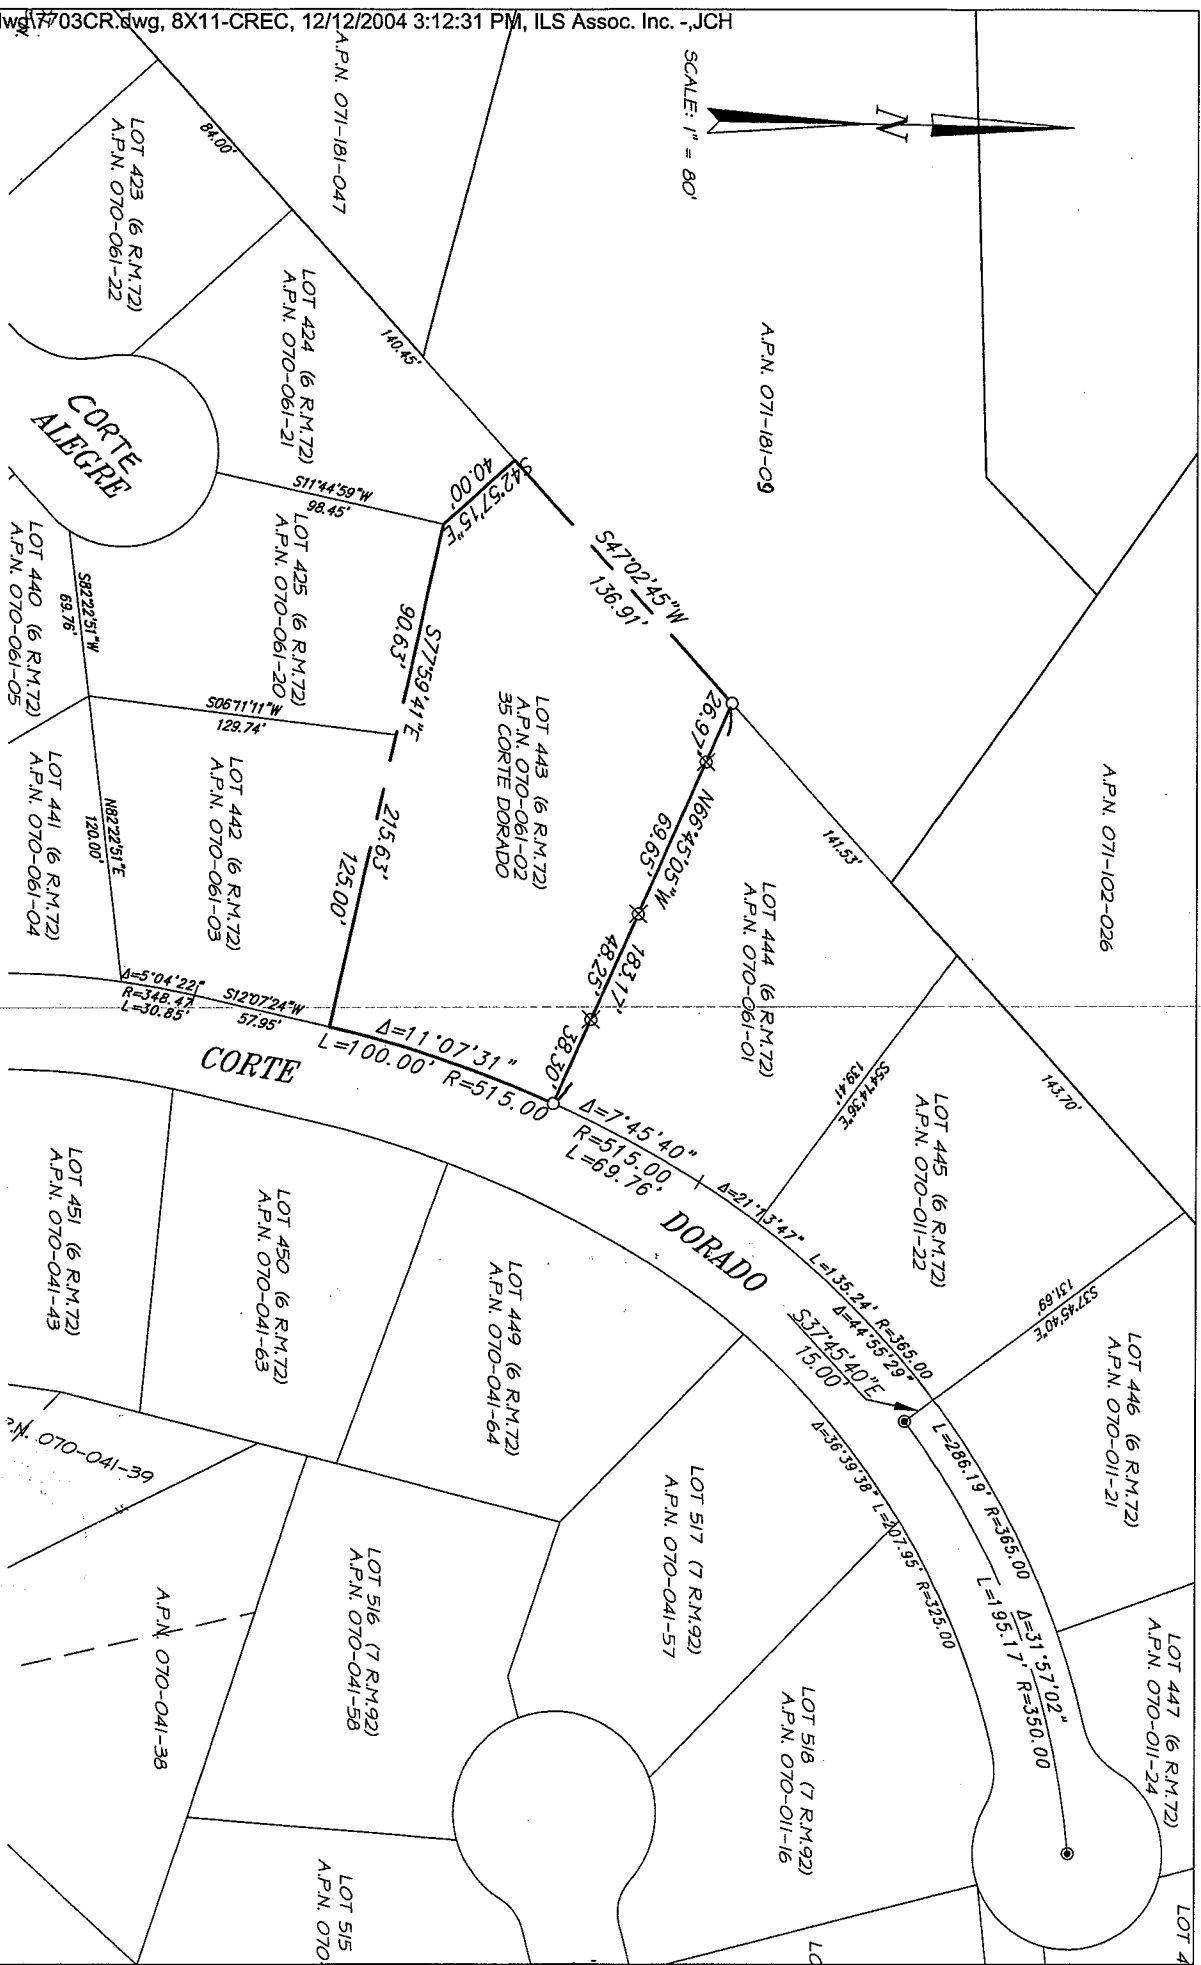 dwg\7703CR.dwg, 8X11-CREC, 12/12/2004 3:12:31 PM, ILS Assoc. Inc. -,JCH
SCALE: 1" = 80'
N
A.P.N. 071-181-047
A.P.N. 071-181-09
A.P.N. 071-102-026
84.00'
140.45'
141.53'
143.70'
LOT 423 (6 R.M.72)
A.P.N. 070-061-22
LOT 424 (6 R.M.72)
A.P.N. 070-061-21
CORTE
ALEGRE
S11°44'59"W
98.45'
S42°57'15"E
40.00'
S47°02'45"W
136.91'
LOT 425 (6 R.M.72)
A.P.N. 070-061-20
S77°59'41"E
90.63'
215.63'
125.00'
LOT 443 (6 R.M.72)
A.P.N. 070-061-02
35 CORTE DORADO
26.97'
N66°45'05"W
69.65'
183.17'
48.25'
38.30'
LOT 440 (6 R.M.72)
A.P.N. 070-061-05
S82°22'51"W
69.76'
S06°11'11"W
129.74'
LOT 441 (6 R.M.72)
A.P.N. 070-061-04
N82°22'51"E
120.00'
LOT 442 (6 R.M.72)
A.P.N. 070-061-03
Δ=5°04'22"
R=348.47
L=30.85'
S12°07'24"W
57.95'
Δ=11°07'31"
L=100.00' R=515.00
LOT 444 (6 R.M.72)
A.P.N. 070-061-01
Δ=7°45'40"
R=515.00
L=69.76'
S54°14'36"E
139.41'
LOT 445 (6 R.M.72)
A.P.N. 070-011-22
Δ=21°13'47" L=135.24' R=365.00
Δ=44°55'29"
L=286.19' R=365.00
S37°45'40"E
131.69'
S37°45'40"E
15.00'
LOT 446 (6 R.M.72)
A.P.N. 070-011-21
LOT 447 (6 R.M.72)
A.P.N. 070-011-24
LOT 4
Δ=31°57'02"
L=195.17' R=350.00
CORTE
DORADO
Δ=36°39'38" L=207.95' R=325.00
LOT 451 (6 R.M.72)
A.P.N. 070-041-43
LOT 450 (6 R.M.72)
A.P.N. 070-041-63
LOT 449 (6 R.M.72)
A.P.N. 070-041-64
P.N. 070-041-39
A.P.N. 070-041-38
LOT 516 (7 R.M.92)
A.P.N. 070-041-58
LOT 517 (7 R.M.92)
A.P.N. 070-041-57
LOT 518 (7 R.M.92)
A.P.N. 070-011-16
LOT 515
A.P.N. 070
LO